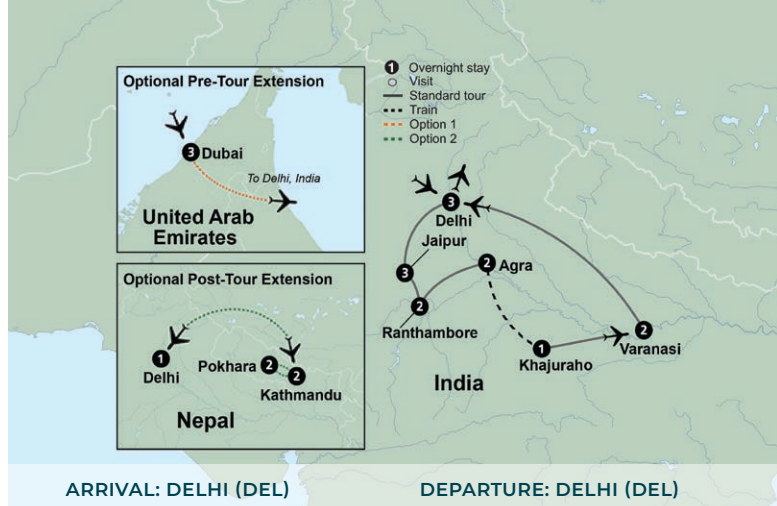 Optional Pre-Tour Extension
3 Dubai
To Delhi, India
United Arab
Emirates
Optional Post-Tour Extension
1
Delhi
Pokhara 2
2
Kathmandu
Nepal
1 Overnight stay
Visit
Standard tour
Train
Option 1
Option 2
3
Delhi
Jaipur
3
2 Agra
2
Ranthambore
1
Khajuraho
2
Varanasi
India
ARRIVAL: DELHI (DEL)
DEPARTURE: DELHI (DEL)